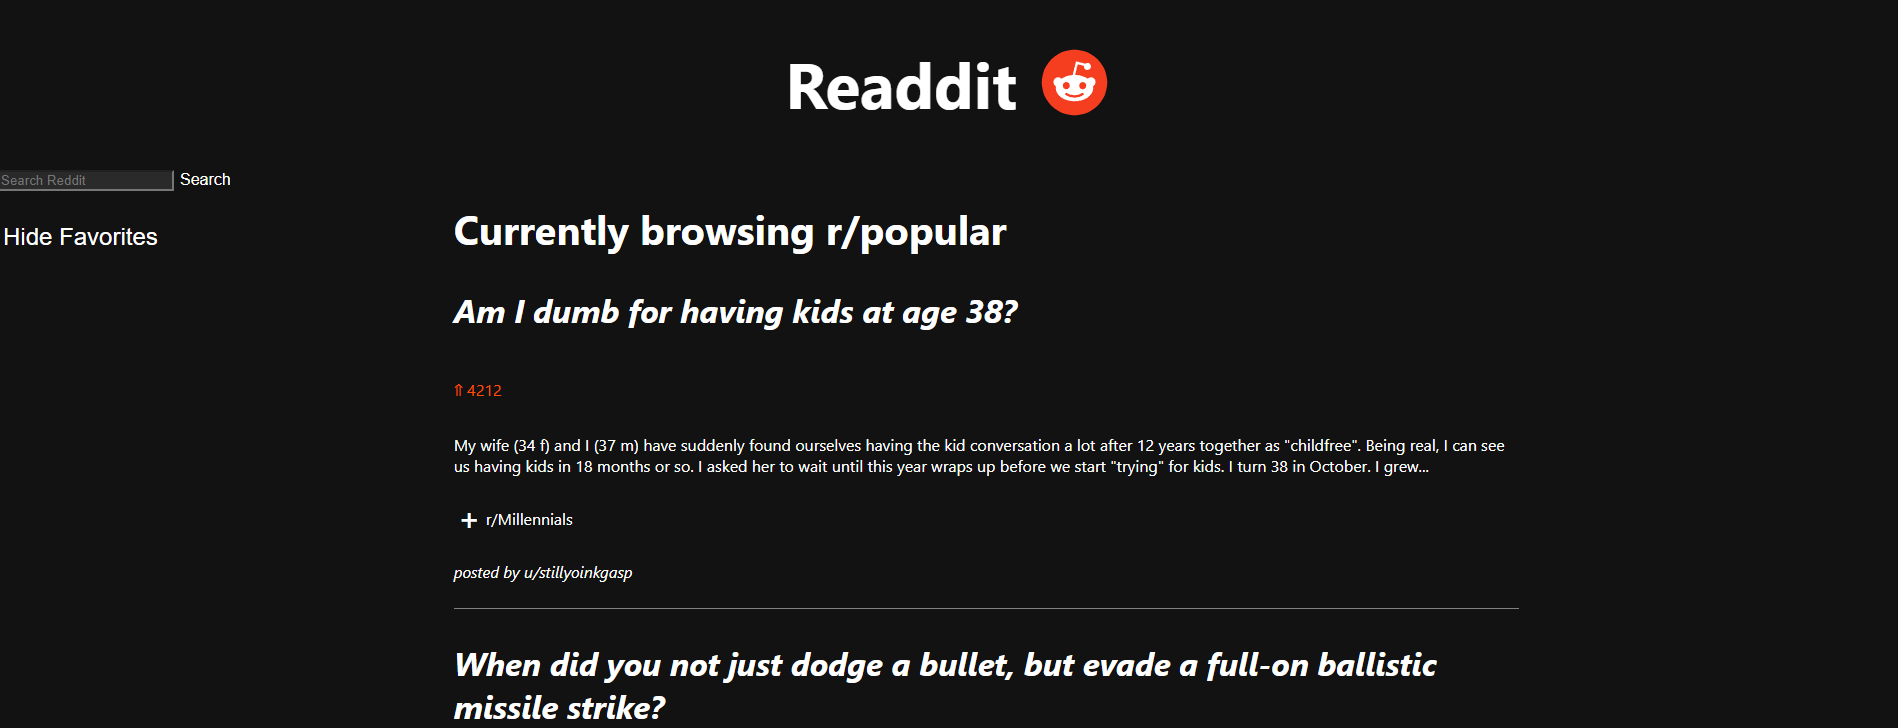 Readdit
Search Reddit Search
Hide Favorites
Currently browsing r/popular
Am I dumb for having kids at age 38?
⇑ 4212
My wife (34 f) and I (37 m) have suddenly found ourselves having the kid conversation a lot after 12 years together as "childfree". Being real, I can see
us having kids in 18 months or so. I asked her to wait until this year wraps up before we start "trying" for kids. I turn 38 in October. I grew...
+ r/Millennials
posted by u/stillyoinkgasp
When did you not just dodge a bullet, but evade a full-on ballistic
missile strike?